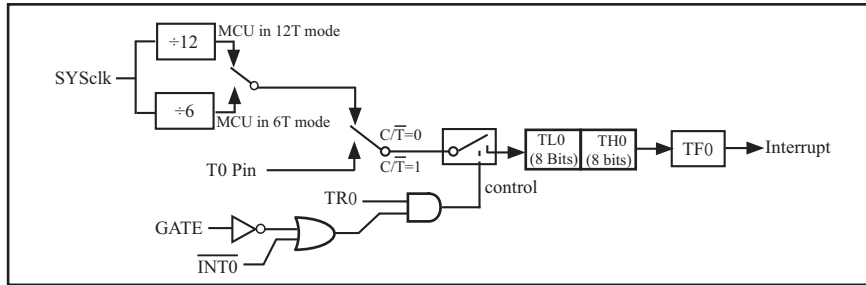 ÷12
MCU in 12T mode
SYSclk
÷6
MCU in 6T mode
C/T̅=0
T0 Pin
C/T̅=1
TL0
(8 Bits)
TH0
(8 bits)
TF0
Interrupt
control
TR0
GATE
I̅N̅T̅0̅